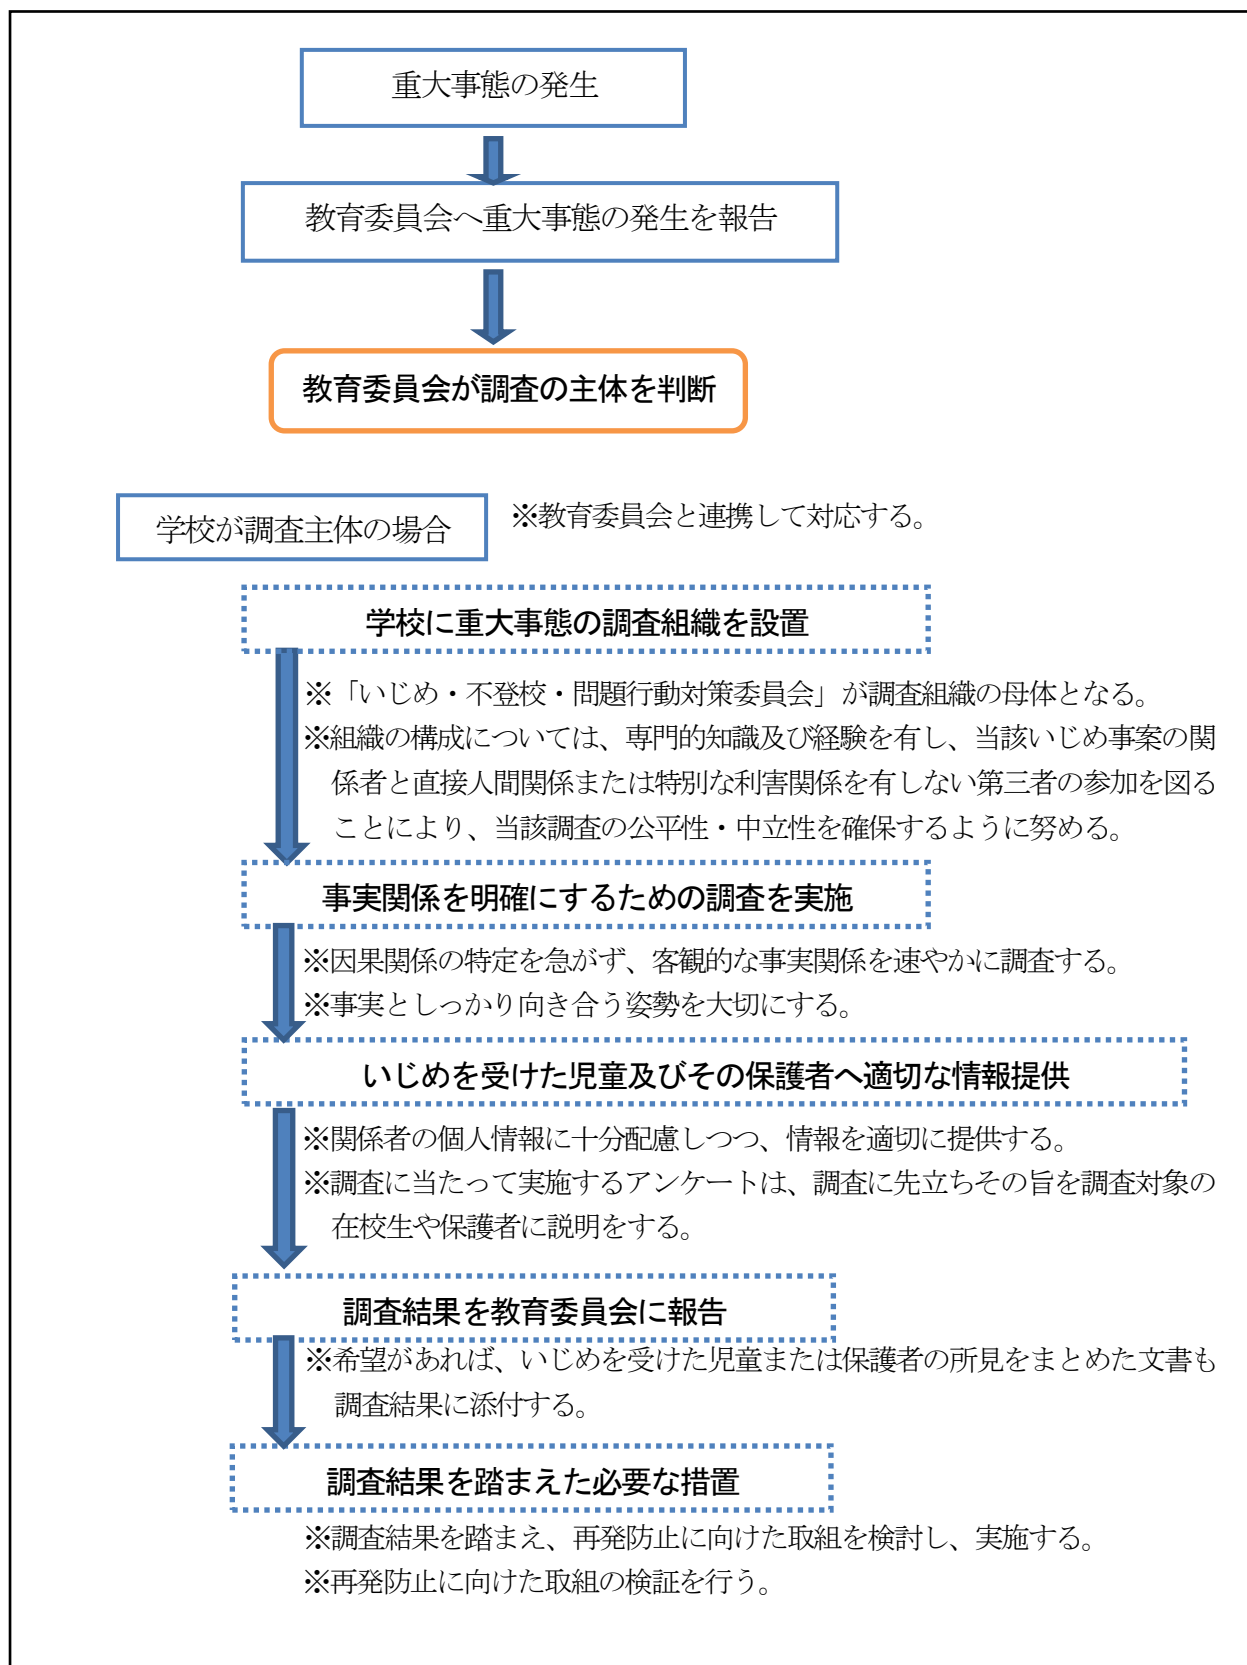 重大事態の発生
教育委員会へ重大事態の発生を報告
教育委員会が調査の主体を判断
学校が調査主体の場合
※教育委員会と連携して対応する。
学校に重大事態の調査組織を設置
※「いじめ・不登校・問題行動対策委員会」が調査組織の母体となる。
※組織の構成については、専門的知識及び経験を有し、当該いじめ事案の関
係者と直接人間関係または特別な利害関係を有しない第三者の参加を図る
ことにより、当該調査の公平性・中立性を確保するように努める。
事実関係を明確にするための調査を実施
※因果関係の特定を急がず、客観的な事実関係を速やかに調査する。
※事実としっかり向き合う姿勢を大切にする。
いじめを受けた児童及びその保護者へ適切な情報提供
※関係者の個人情報に十分配慮しつつ、情報を適切に提供する。
※調査に当たって実施するアンケートは、調査に先立ちその旨を調査対象の
在校生や保護者に説明をする。
調査結果を教育委員会に報告
※希望があれば、いじめを受けた児童または保護者の所見をまとめた文書も
調査結果に添付する。
調査結果を踏まえた必要な措置
※調査結果を踏まえ、再発防止に向けた取組を検討し、実施する。
※再発防止に向けた取組の検証を行う。